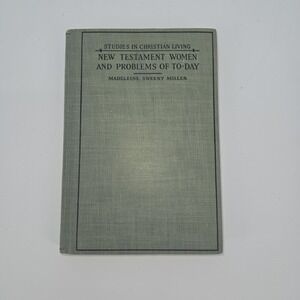 STUDIES IN CHRISTIAN LIVING
NEW TESTAMENT WOMEN
AND PROBLEMS OF TO-DAY
MADELEINE SWEENY MILLER